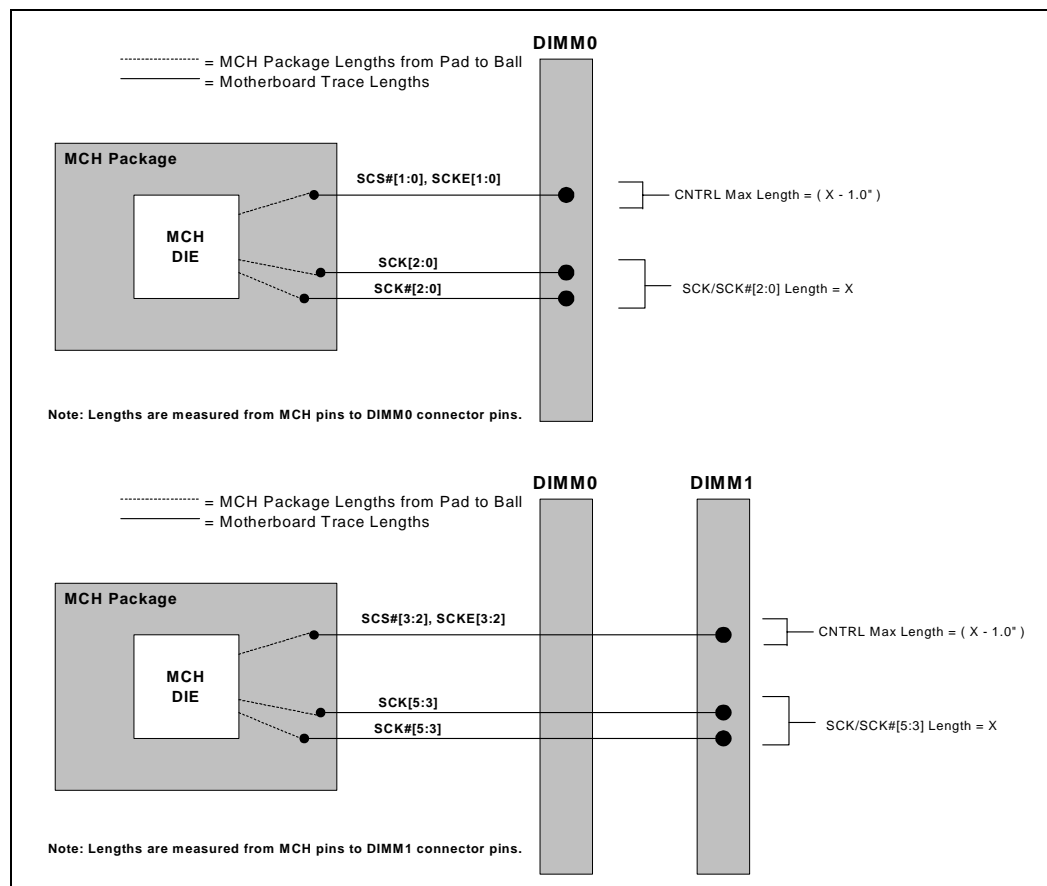 DIMM0
= MCH Package Lengths from Pad to Ball
= Motherboard Trace Lengths
MCH Package
SCS#[1:0], SCKE[1:0]
CNTRL Max Length = ( X - 1.0" )
MCH
DIE
SCK[2:0]
SCK#[2:0]
SCK/SCK#[2:0] Length = X
Note: Lengths are measured from MCH pins to DIMM0 connector pins.
DIMM0
DIMM1
= MCH Package Lengths from Pad to Ball
= Motherboard Trace Lengths
MCH Package
SCS#[3:2], SCKE[3:2]
CNTRL Max Length = ( X - 1.0" )
MCH
DIE
SCK[5:3]
SCK#[5:3]
SCK/SCK#[5:3] Length = X
Note: Lengths are measured from MCH pins to DIMM1 connector pins.